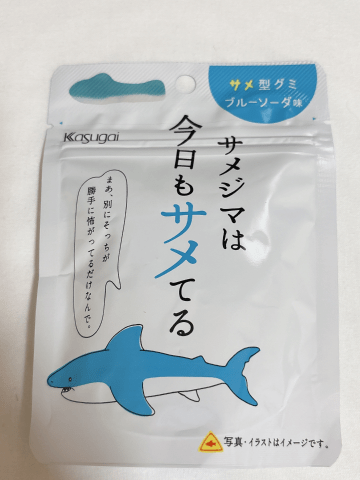 サメ型グミ
ブルーソーダ味
Kasugai
サメジマは
今日もサメてる
まあ、別にそっちが
勝手に怖がってるだけなんで。
写真・イラストはイメージです。